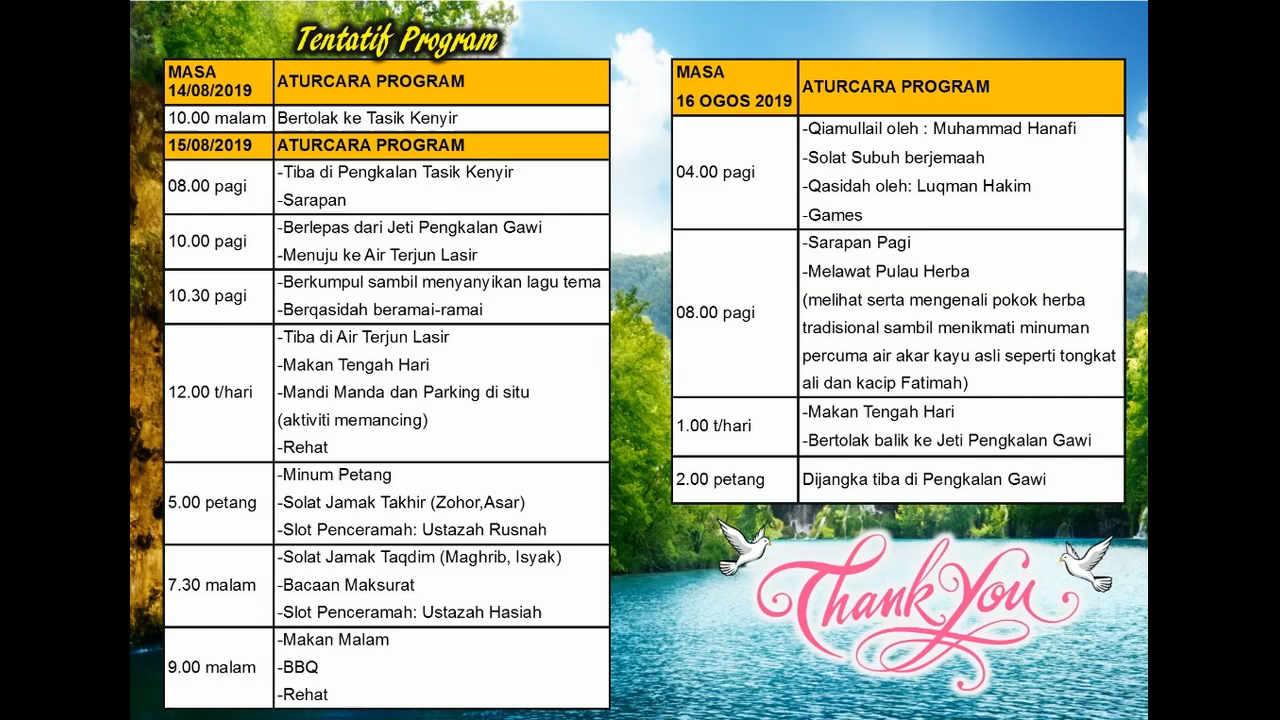 Tentatif Program
MASA
14/08/2019
ATURCARA PROGRAM
10.00 malam
Bertolak ke Tasik Kenyir
15/08/2019
ATURCARA PROGRAM
08.00 pagi
-Tiba di Pengkalan Tasik Kenyir
-Sarapan
10.00 pagi
-Berlepas dari Jeti Pengkalan Gawi
-Menuju ke Air Terjun Lasir
10.30 pagi
-Berkumpul sambil menyanyikan lagu tema
-Berqasidah beramai-ramai
12.00 t/hari
-Tiba di Air Terjun Lasir
-Makan Tengah Hari
-Mandi Manda dan Parking di situ
(aktiviti memancing)
-Rehat
5.00 petang
-Minum Petang
-Solat Jamak Takhir (Zohor,Asar)
-Slot Penceramah: Ustazah Rusnah
7.30 malam
-Solat Jamak Taqdim (Maghrib, Isyak)
-Bacaan Maksurat
-Slot Penceramah: Ustazah Hasiah
9.00 malam
-Makan Malam
-BBQ
-Rehat
MASA
16 OGOS 2019
ATURCARA PROGRAM
04.00 pagi
-Qiamullail oleh : Muhammad Hanafi
-Solat Subuh berjemaah
-Qasidah oleh: Luqman Hakim
-Games
08.00 pagi
-Sarapan Pagi
-Melawat Pulau Herba
(melihat serta mengenali pokok herba
tradisional sambil menikmati minuman
percuma air akar kayu asli seperti tongkat
ali dan kacip Fatimah)
1.00 t/hari
-Makan Tengah Hari
-Bertolak balik ke Jeti Pengkalan Gawi
2.00 petang
Dijangka tiba di Pengkalan Gawi
Thank You